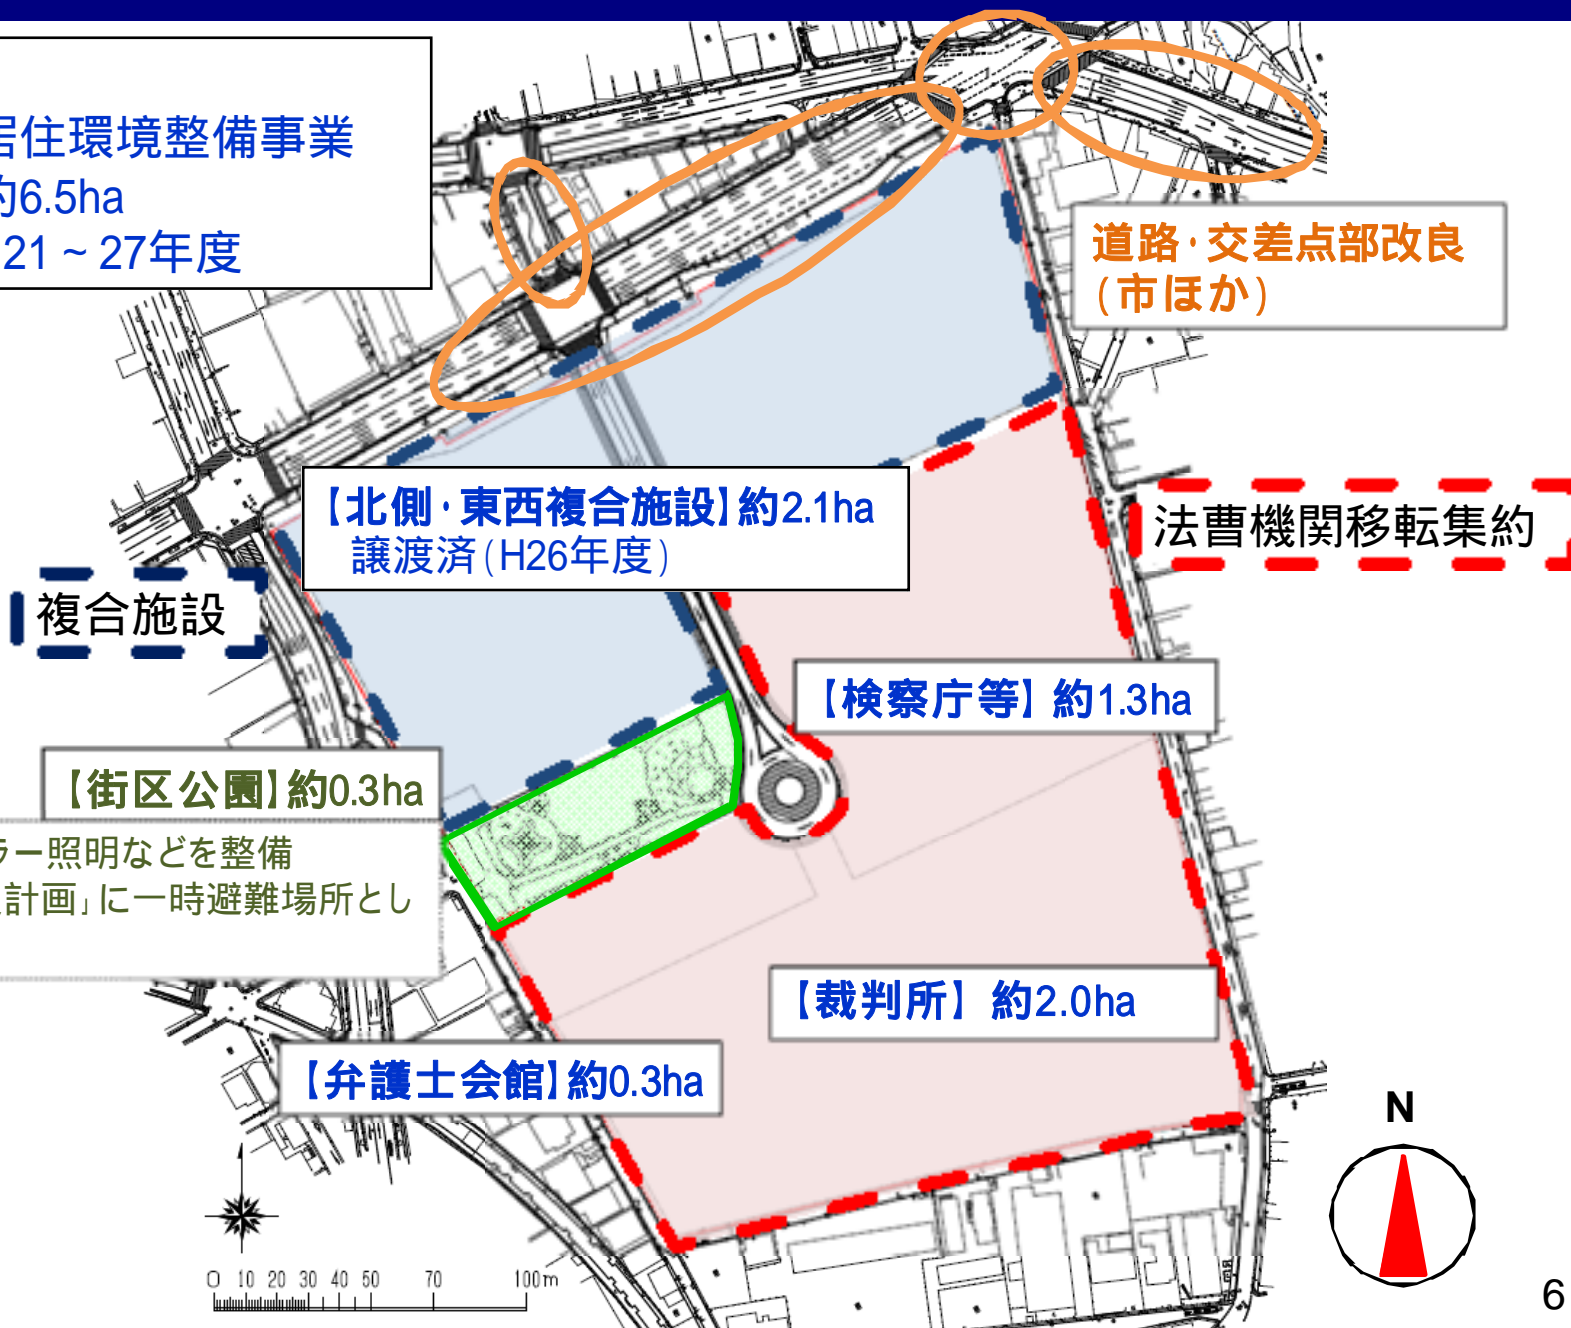 居住環境整備事業
約6.5ha
21～27年度
道路・交差点部改良
(市ほか)
【北側・東西複合施設】約2.1ha
譲渡済(H26年度)
法曹機関移転集約
複合施設
【検察庁等】約1.3ha
【街区公園】約0.3ha
ラー照明などを整備
計画」に一時避難場所とし
【裁判所】約2.0ha
【弁護士会館】約0.3ha
N
0 10 20 30 40 50 70 100m
6